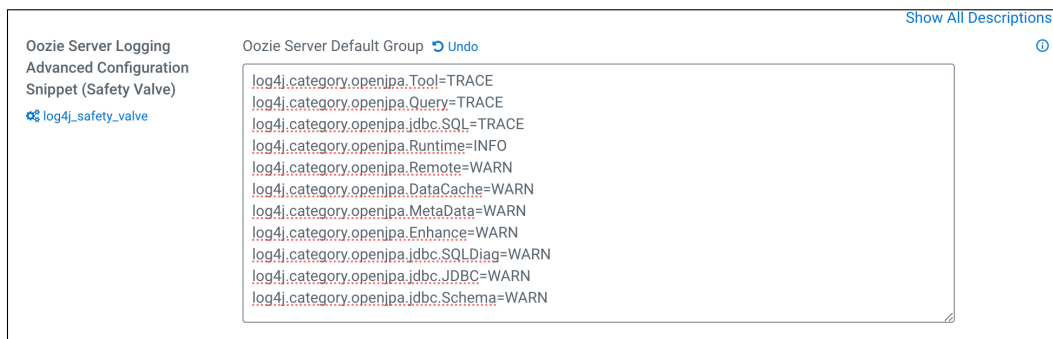 Show All Descriptions
Oozie Server Logging
Advanced Configuration
Snippet (Safety Valve)
log4j_safety_valve
Oozie Server Default Group Undo
log4j.category.openjpa.Tool=TRACE
log4j.category.openjpa.Query=TRACE
log4j.category.openjpa.jdbc.SQL=TRACE
log4j.category.openjpa.Runtime=INFO
log4j.category.openjpa.Remote=WARN
log4j.category.openjpa.DataCache=WARN
log4j.category.openjpa.MetaData=WARN
log4j.category.openjpa.Enhance=WARN
log4j.category.openjpa.jdbc.SQLDiag=WARN
log4j.category.openjpa.jdbc.JDBC=WARN
log4j.category.openjpa.jdbc.Schema=WARN